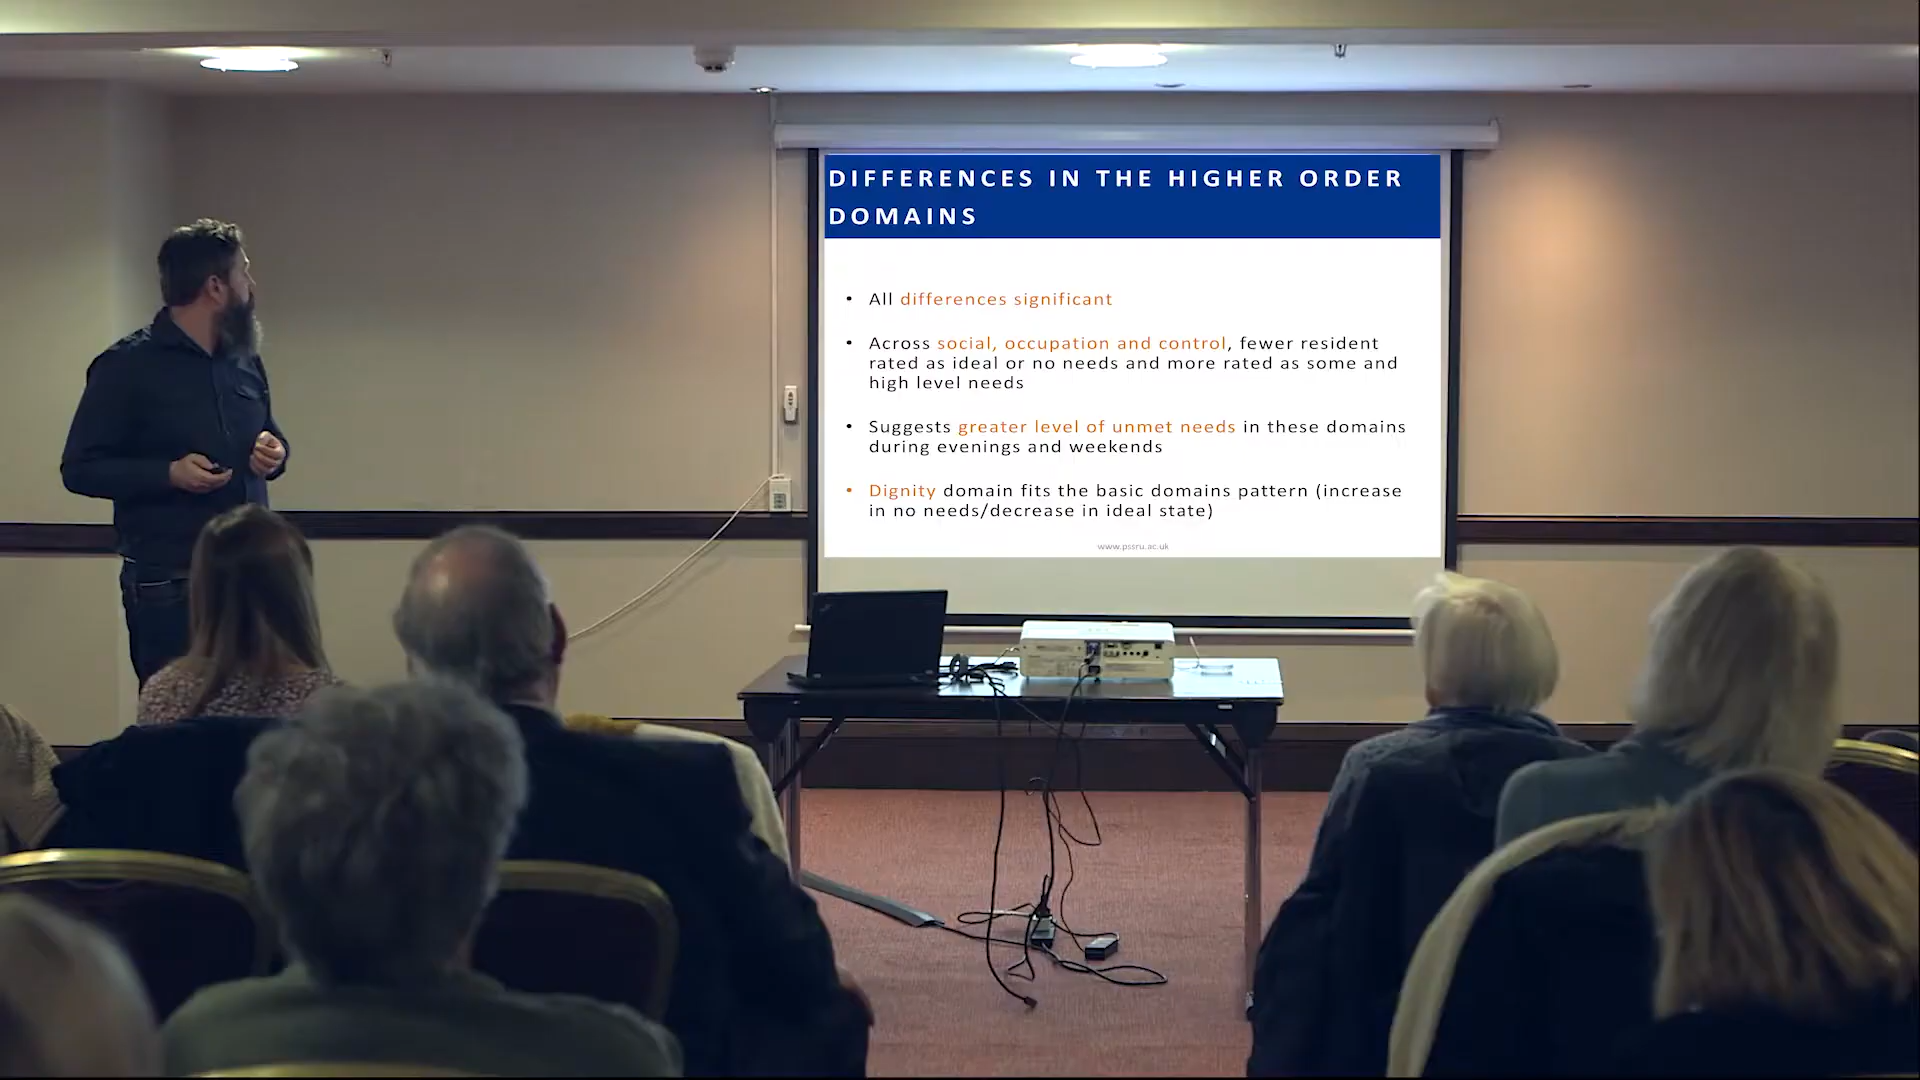 DIFFERENCES IN THE HIGHER ORDER
DOMAINS
• All differences significant
• Across social, occupation and control, fewer resident
rated as ideal or no needs and more rated as some and
high level needs
• Suggests greater level of unmet needs in these domains
during evenings and weekends
• Dignity domain fits the basic domains pattern (increase
in no needs/decrease in ideal state)
www.pssru.ac.uk